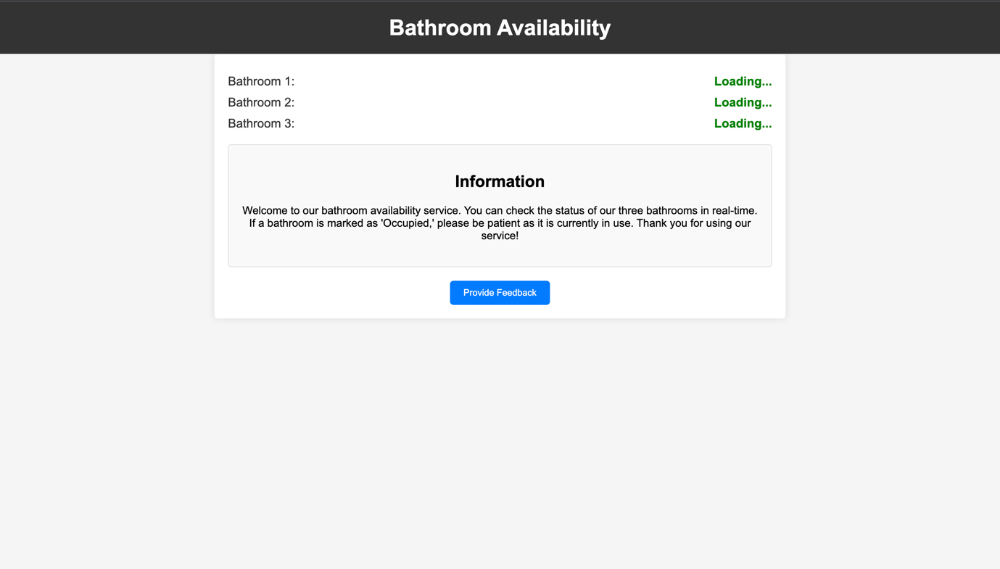 Bathroom Availability
Bathroom 1: Loading...
Bathroom 2: Loading...
Bathroom 3: Loading...
Information
Welcome to our bathroom availability service. You can check the status of our three bathrooms in real-time.
If a bathroom is marked as 'Occupied,' please be patient as it is currently in use. Thank you for using our
service!
Provide Feedback